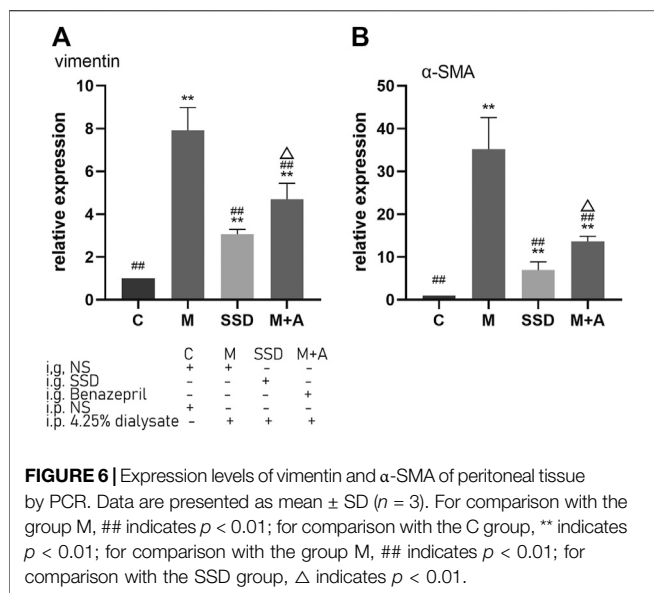 A
B
vimentin
α-SMA
relative expression
10
8
6
4
2
0
##
**
##
**
△
##
**
C M SSD M+A
relative expression
50
40
30
20
10
0
##
**
##
**
△
##
**
C M SSD M+A
C M SSD M+A
i.g, NS + + – –
i.g. SSD – – + –
i.g. Benazepril – – – +
i.p. NS + – – –
i.p. 4.25% dialysate – + + +
FIGURE 6 | Expression levels of vimentin and α-SMA of peritoneal tissue
by PCR. Data are presented as mean ± SD (n = 3). For comparison with the
group M, ## indicates p < 0.01; for comparison with the C group, ** indicates
p < 0.01; for comparison with the group M, ## indicates p < 0.01; for
comparison with the SSD group, △ indicates p < 0.01.